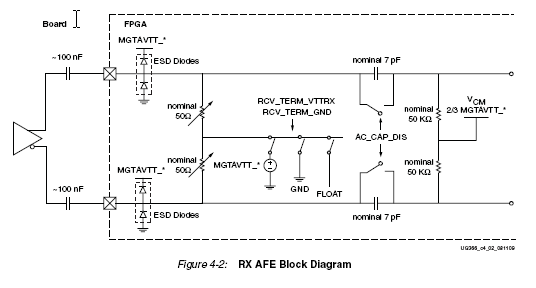 Board
FPGA
MGTAVTT_*
~100 nF
ESD Diodes
nominal 7 pF
nominal
50Ω
RCV_TERM_VTTRX
RCV_TERM_GND
nominal
50 KΩ
VCM
2/3 MGTAVTT_*
AC_CAP_DIS
MGTAVTT_*
nominal
50Ω
MGTAVTT_*
GND
FLOAT
nominal
50 KΩ
~100 nF
ESD Diodes
nominal 7 pF
UG366_c4_02_081109
Figure 4-2: RX AFE Block Diagram